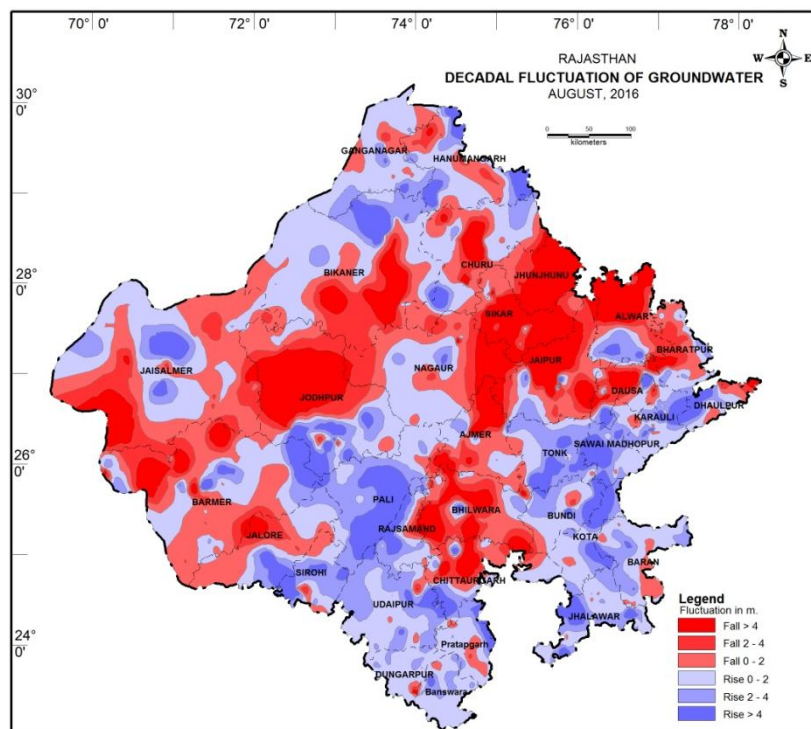 70° 0' 72° 0' 74° 0' 76° 0' 78° 0'
N
W E
S
RAJASTHAN
DECADAL FLUCTUATION OF GROUNDWATER
AUGUST, 2016
0 50 100
kilometers
30°
0'
28°
0'
26°
0'
24°
0'
GANGANAGAR
HANUMANGARH
BIKANER
CHURU
JHUNJHUNU
SIKAR
ALWAR
JAIPUR
BHARATPUR
JAISALMER
NAGAUR
DAUSA
JODHPUR
DHAULPUR
KARAULI
AJMER
SAWAI MADHOPUR
TONK
BARMER
PALI
BHILWARA
BUNDI
RAJSAMAND
KOTA
JALORE
BARAN
SIROHI
CHITTAURGARH
UDAIPUR
JHALAWAR
Pratapgarh
DUNGARPUR
Banswara
Legend
Fluctuation in m.
Fall > 4
Fall 2 - 4
Fall 0 - 2
Rise 0 - 2
Rise 2 - 4
Rise > 4